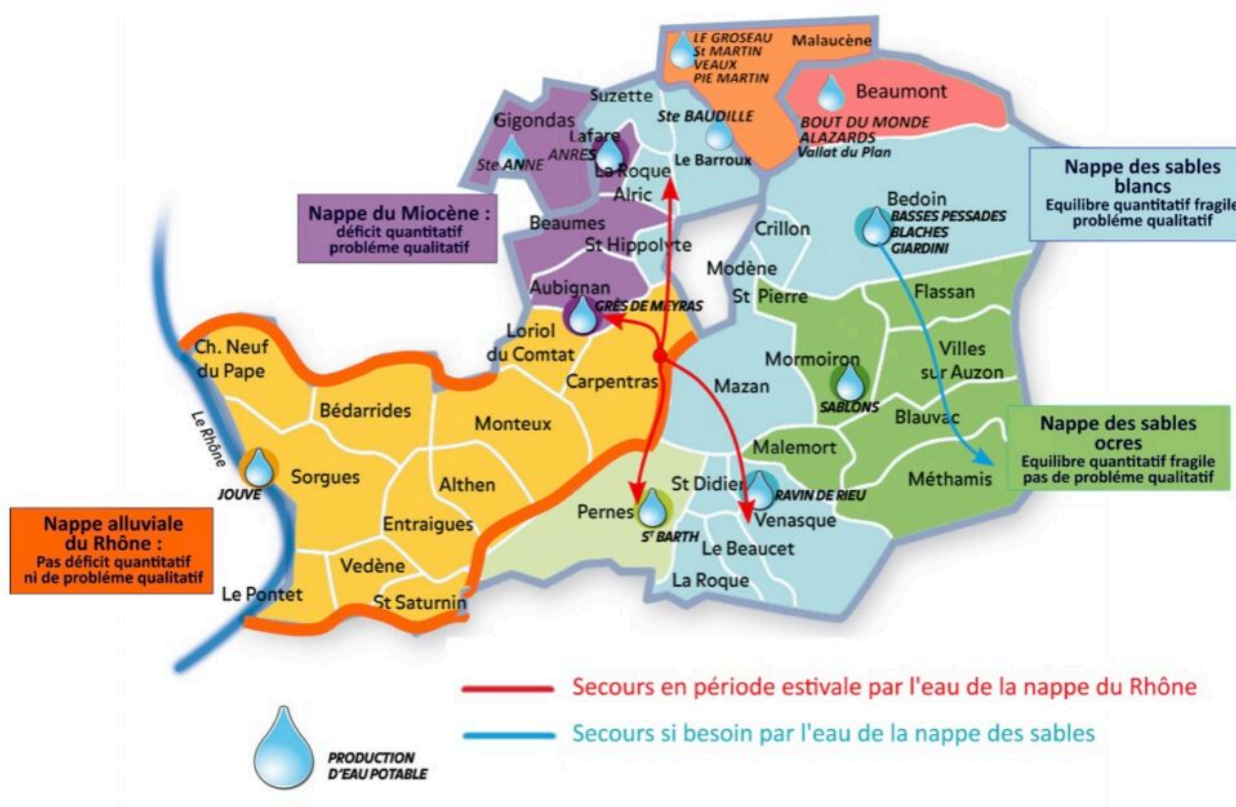 LE GROSEAU
St MARTIN
VEAUX
PIE MARTIN
Malaucène
Beaumont
BOUT DU MONDE
ALAZARDS
Vallat du Plan
Suzette
Ste BAUDILLE
Le Barroux
Gigondas
Ste ANNE
Lafare
ANRES
La Roque
Alric
Nappe du Miocène :
déficit quantitatif
probléme qualitatif
Beaumes
St Hippolyte
Aubignan
GRÈS DE MEYRAS
Nappe des sables
blancs
Equilibre quantitatif fragile
probléme qualitatif
Bedoin
BASSES PESSADES
BLACHES
GIARDINI
Crillon
Modène
St Pierre
Flassan
Mormoiron
SABLONS
Villes
sur Auzon
Blauvac
Malemort
Méthamis
Nappe des sables
ocres
Equilibre quantitatif fragile
pas de probléme qualitatif
Ch. Neuf
du Pape
Le Rhône
Bédarrides
Loriol
du Comtat
Carpentras
Mazan
Monteux
Sorgues
JOUVE
Althen
Entraigues
Pernes
ST BARTH
St Didier
RAVIN DE RIEU
Venasque
Le Beaucet
La Roque
Nappe alluviale
du Rhône :
Pas déficit quantitatif
ni de probléme qualitatif
Vedène
Le Pontet
St Saturnin
Secours en période estivale par l'eau de la nappe du Rhône
Secours si besoin par l'eau de la nappe des sables
PRODUCTION
D'EAU POTABLE